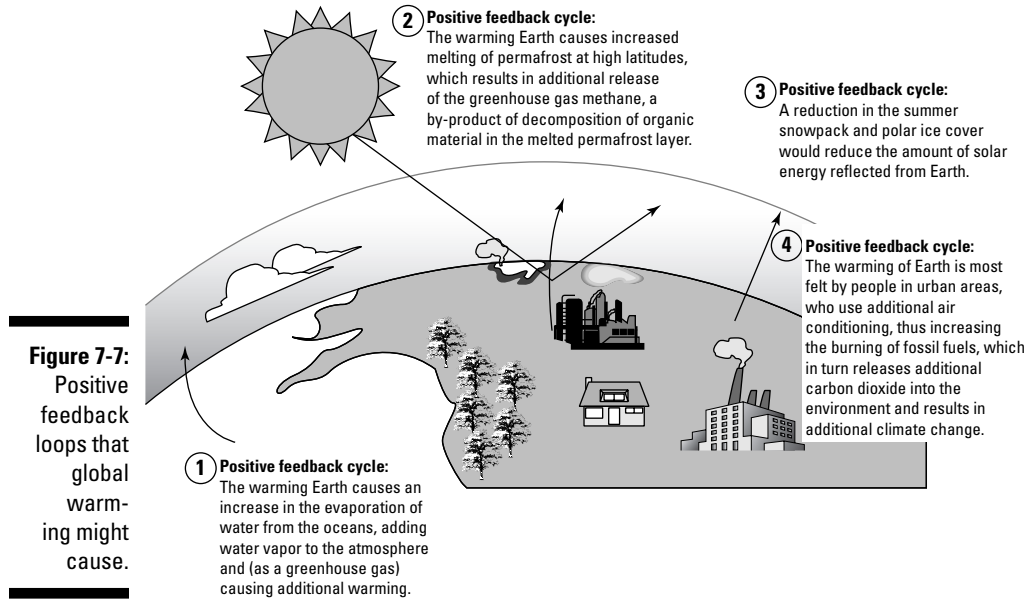 2 Positive feedback cycle:
The warming Earth causes increased
melting of permafrost at high latitudes,
which results in additional release
of the greenhouse gas methane, a
by-product of decomposition of organic
material in the melted permafrost layer.
3 Positive feedback cycle:
A reduction in the summer
snowpack and polar ice cover
would reduce the amount of solar
energy reflected from Earth.
4 Positive feedback cycle:
The warming of Earth is most
felt by people in urban areas,
who use additional air
conditioning, thus increasing
the burning of fossil fuels, which
in turn releases additional
carbon dioxide into the
environment and results in
additional climate change.
Figure 7-7:
Positive
feedback
loops that
global
warm-
ing might
cause.
1 Positive feedback cycle:
The warming Earth causes an
increase in the evaporation of
water from the oceans, adding
water vapor to the atmosphere
and (as a greenhouse gas)
causing additional warming.